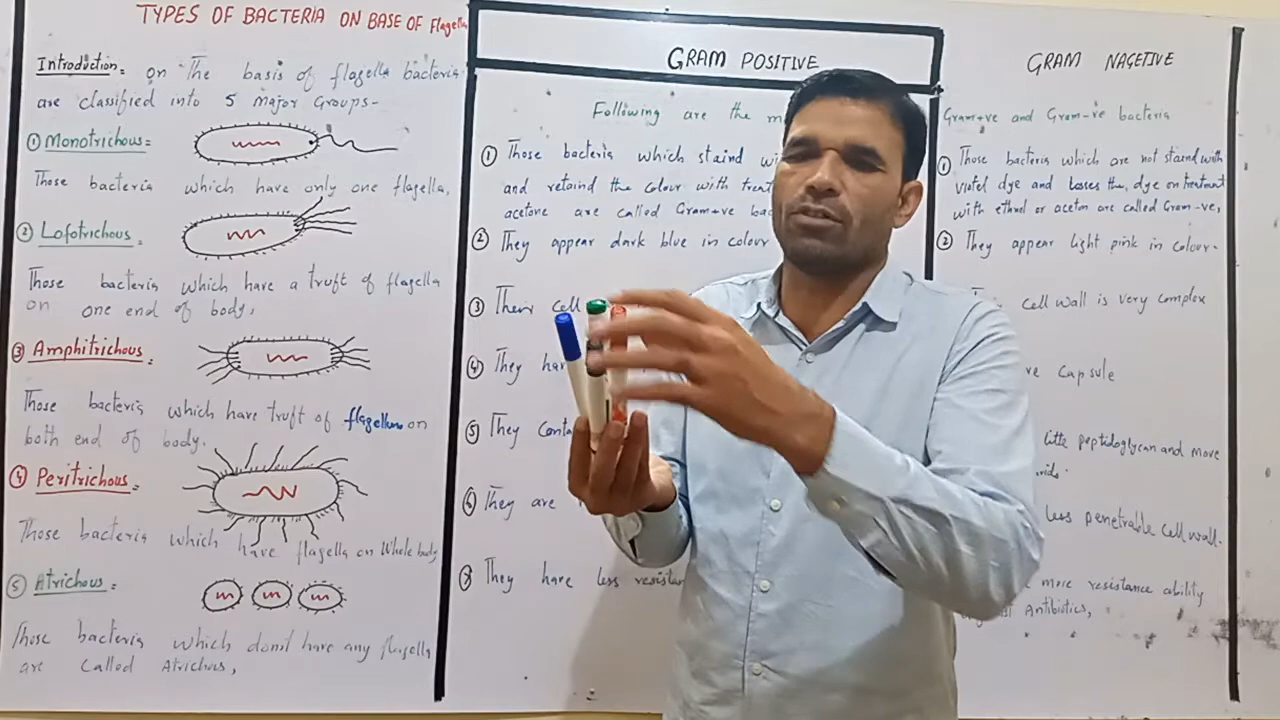 TYPES OF BACTERIA ON BASE OF Flagella
Introduction= on The basis of flagella bacteria
are classified into 5 major Groups-
① Monotrichous=
Those bacteria which have only one flagella,
② Lofotrichous=
Those bacteria which have a truft of flagella
on one end of body,
③ Amphitrichous=
Those bacteria which have truft of flagellum on
both end of body.
④ Peritrichous=
Those bacteria which have flagella on Whole body
⑤ Atrichous=
Those bacteria which don't have any flagella
are Called Atrichous,
GRAM POSITIVE
Following are the
① Those bacteria which staind
and retaind the colour with
acetone are called Gram+ve
② They appear dark blue in colour
③ Their cell
④ They
⑤ They
⑥ They are
⑦ They have less
GRAM NAGETIVE
Gram+ve and Gram-ve bacteria
① Those bacteria which are not staind with
violet dye and losses the, dye on treatment
with ethnol or aceton are called Gram-ve,
② They appear light pink in colour-
cell wall is very complex
Capsule
little peptidoglycan and more
less penetrable cell wall-
more resistance ability
Antibiotics,